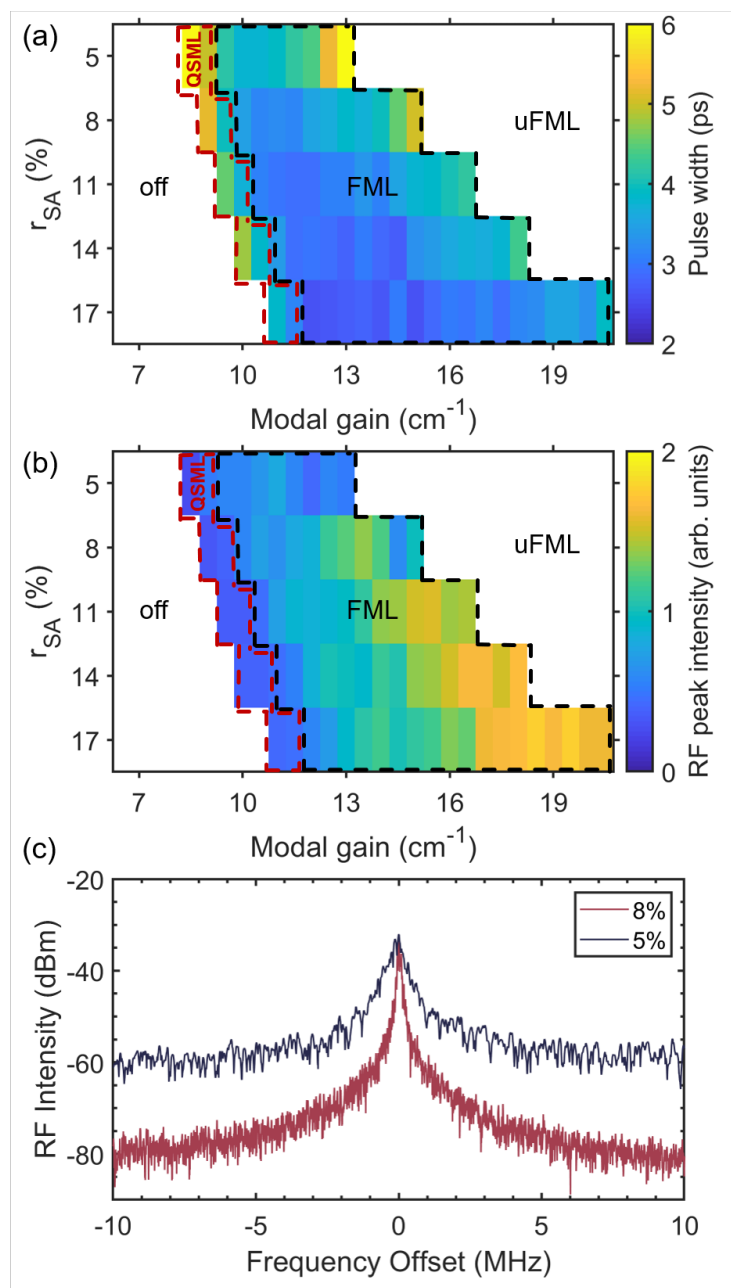 (a)
QSML
off
FML
uFML
5
8
11
14
17
r_SA (%)
7 10 13 16 19
Modal gain (cm⁻¹)
6
5
4
3
2
Pulse width (ps)
(b)
QSML
off
FML
uFML
5
8
11
14
17
r_SA (%)
7 10 13 16 19
Modal gain (cm⁻¹)
2
1
0
RF peak intensity (arb. units)
(c)
-20
-40
-60
-80
RF Intensity (dBm)
8%
5%
-10 -5 0 5 10
Frequency Offset (MHz)